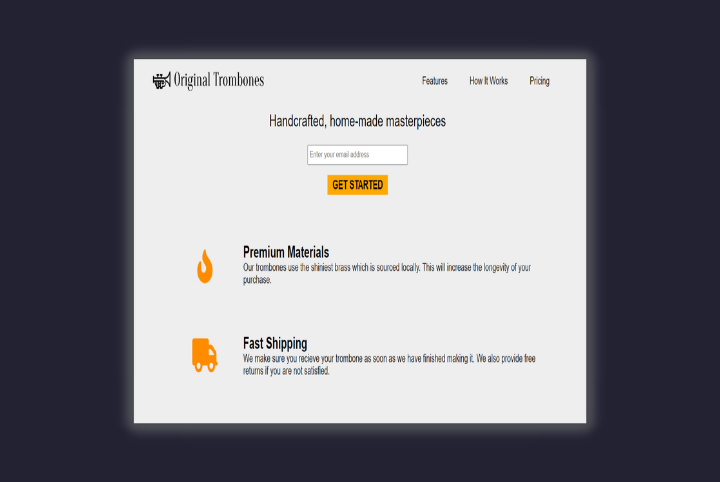 Original Trombones
Features How It Works Pricing
Handcrafted, home-made masterpieces
Enter your email address
GET STARTED
Premium Materials
Our trombones use the shiniest brass which is sourced locally. This will increase the longevity of your
purchase.
Fast Shipping
We make sure you recieve your trombone as soon as we have finished making it. We also provide free
returns if you are not satisfied.